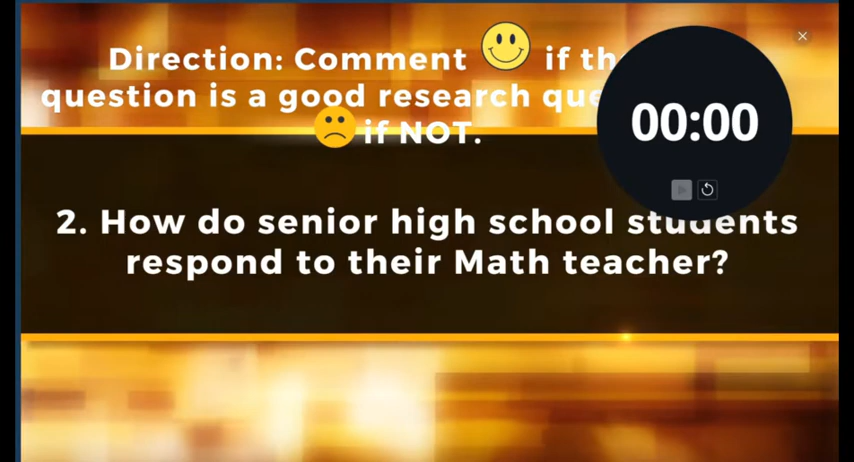 Direction: Comment if th
question is a good research que
if NOT.
00:00
2. How do senior high school students
respond to their Math teacher?